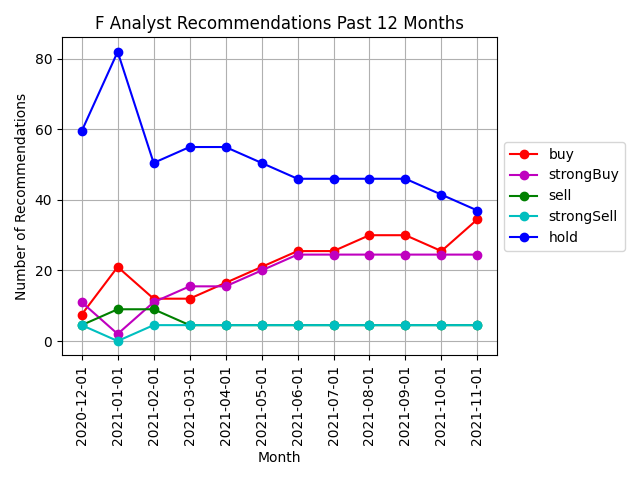 F Analyst Recommendations Past 12 Months
Number of Recommendations
80
60
40
20
0
2020-12-01
2021-01-01
2021-02-01
2021-03-01
2021-04-01
2021-05-01
2021-06-01
2021-07-01
2021-08-01
2021-09-01
2021-10-01
2021-11-01
Month
buy
strongBuy
sell
strongSell
hold